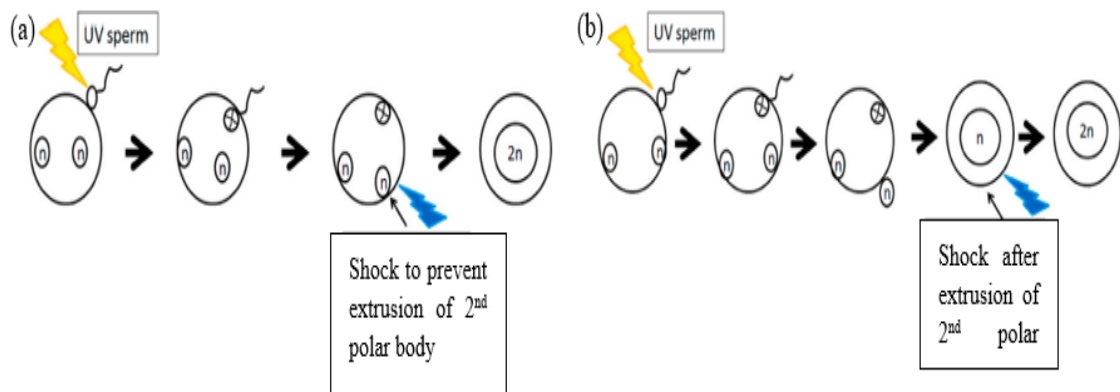 (a)
UV sperm
n
n
n
n
n
n
2n
Shock to prevent
extrusion of 2nd
polar body
(b)
UV sperm
n
n
n
n
n
n
n
2n
Shock after
extrusion of
2nd polar